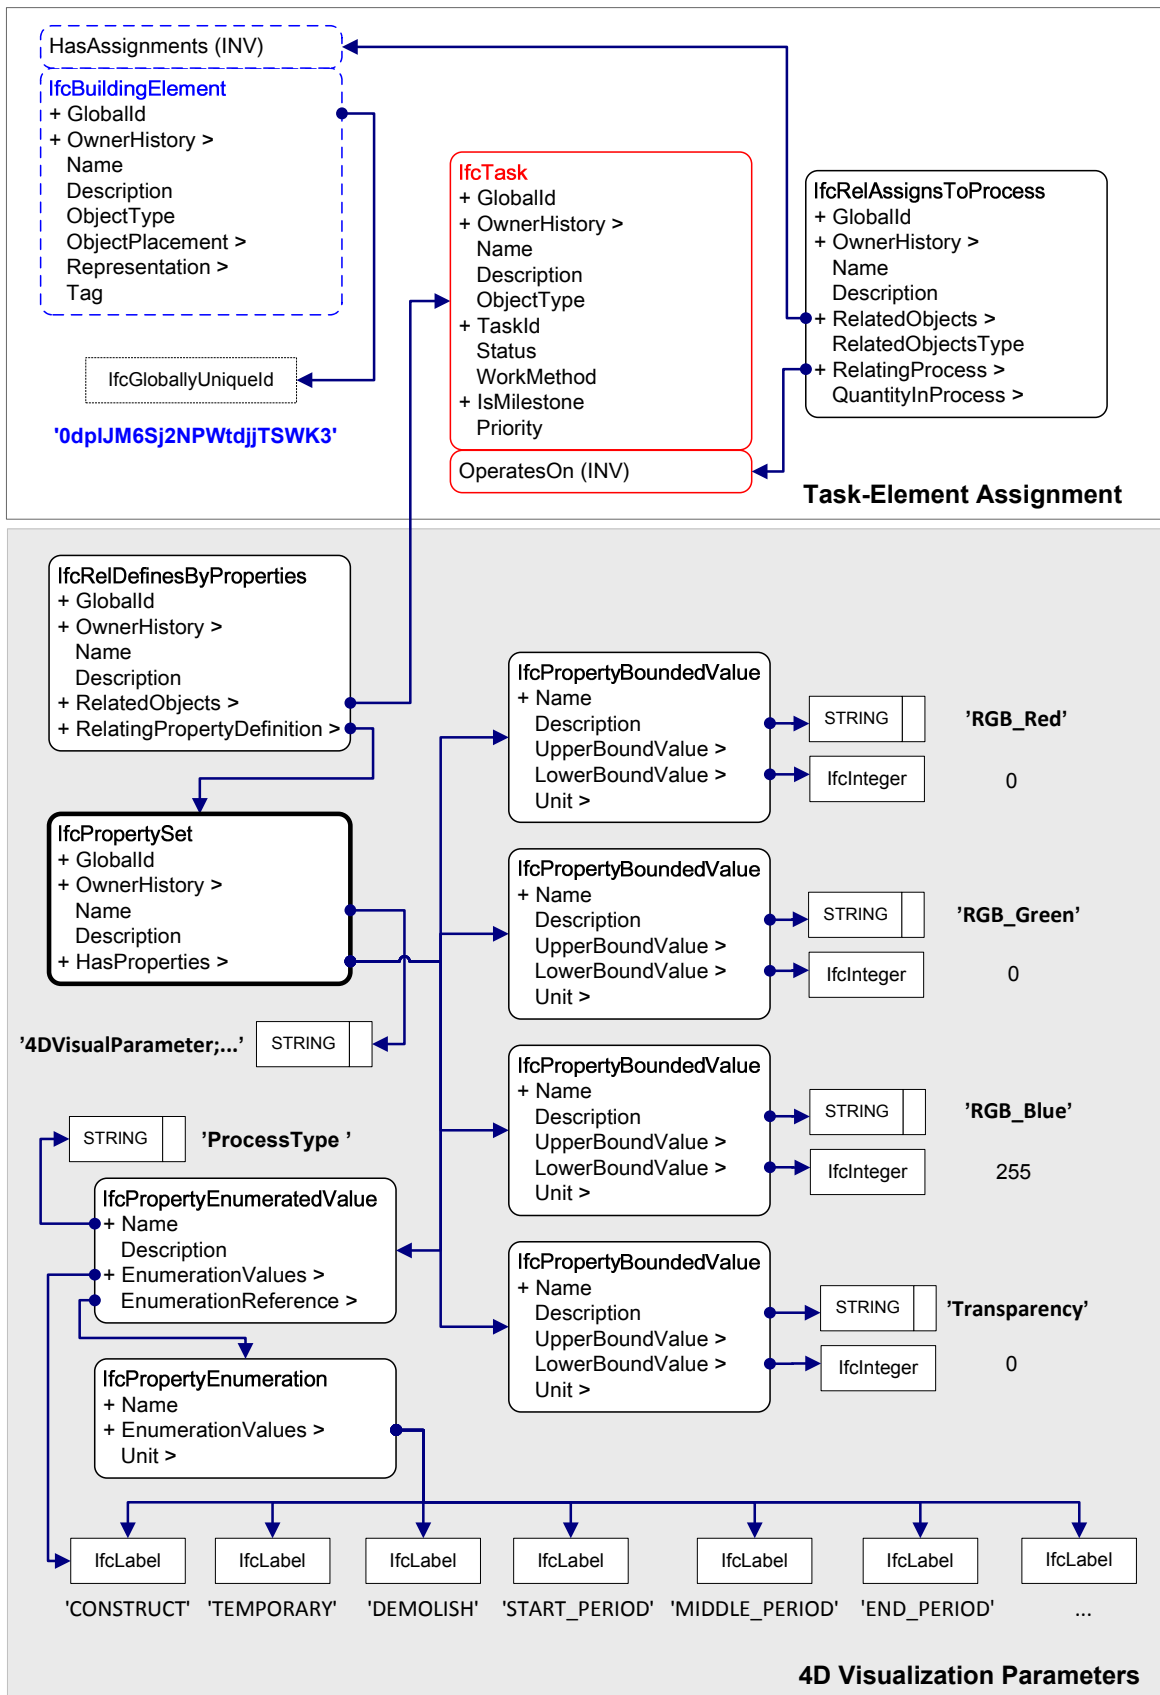 HasAssignments (INV)
IfcBuildingElement
+ GlobalId
+ OwnerHistory >
Name
Description
ObjectType
ObjectPlacement >
Representation >
Tag
IfcGloballyUniqueId
'0dpIJM6Sj2NPWtdjjTSWK3'
IfcTask
+ GlobalId
+ OwnerHistory >
Name
Description
ObjectType
+ TaskId
Status
WorkMethod
+ IsMilestone
Priority
OperatesOn (INV)
IfcRelAssignsToProcess
+ GlobalId
+ OwnerHistory >
Name
Description
+ RelatedObjects >
RelatedObjectsType
+ RelatingProcess >
QuantityInProcess >
Task-Element Assignment
IfcRelDefinesByProperties
+ GlobalId
+ OwnerHistory >
Name
Description
+ RelatedObjects >
+ RelatingPropertyDefinition >
IfcPropertySet
+ GlobalId
+ OwnerHistory >
Name
Description
+ HasProperties >
'4DVisualParameter;...'
STRING
STRING
'ProcessType '
IfcPropertyEnumeratedValue
+ Name
Description
+ EnumerationValues >
EnumerationReference >
IfcPropertyEnumeration
+ Name
+ EnumerationValues >
Unit >
IfcPropertyBoundedValue
+ Name
Description
UpperBoundValue >
LowerBoundValue >
Unit >
STRING
'RGB_Red'
IfcInteger
0
IfcPropertyBoundedValue
+ Name
Description
UpperBoundValue >
LowerBoundValue >
Unit >
STRING
'RGB_Green'
IfcInteger
0
IfcPropertyBoundedValue
+ Name
Description
UpperBoundValue >
LowerBoundValue >
Unit >
STRING
'RGB_Blue'
IfcInteger
255
IfcPropertyBoundedValue
+ Name
Description
UpperBoundValue >
LowerBoundValue >
Unit >
STRING
'Transparency'
IfcInteger
0
IfcLabel
IfcLabel
IfcLabel
IfcLabel
IfcLabel
IfcLabel
IfcLabel
'CONSTRUCT'
'TEMPORARY'
'DEMOLISH'
'START_PERIOD'
'MIDDLE_PERIOD'
'END_PERIOD'
...
4D Visualization Parameters